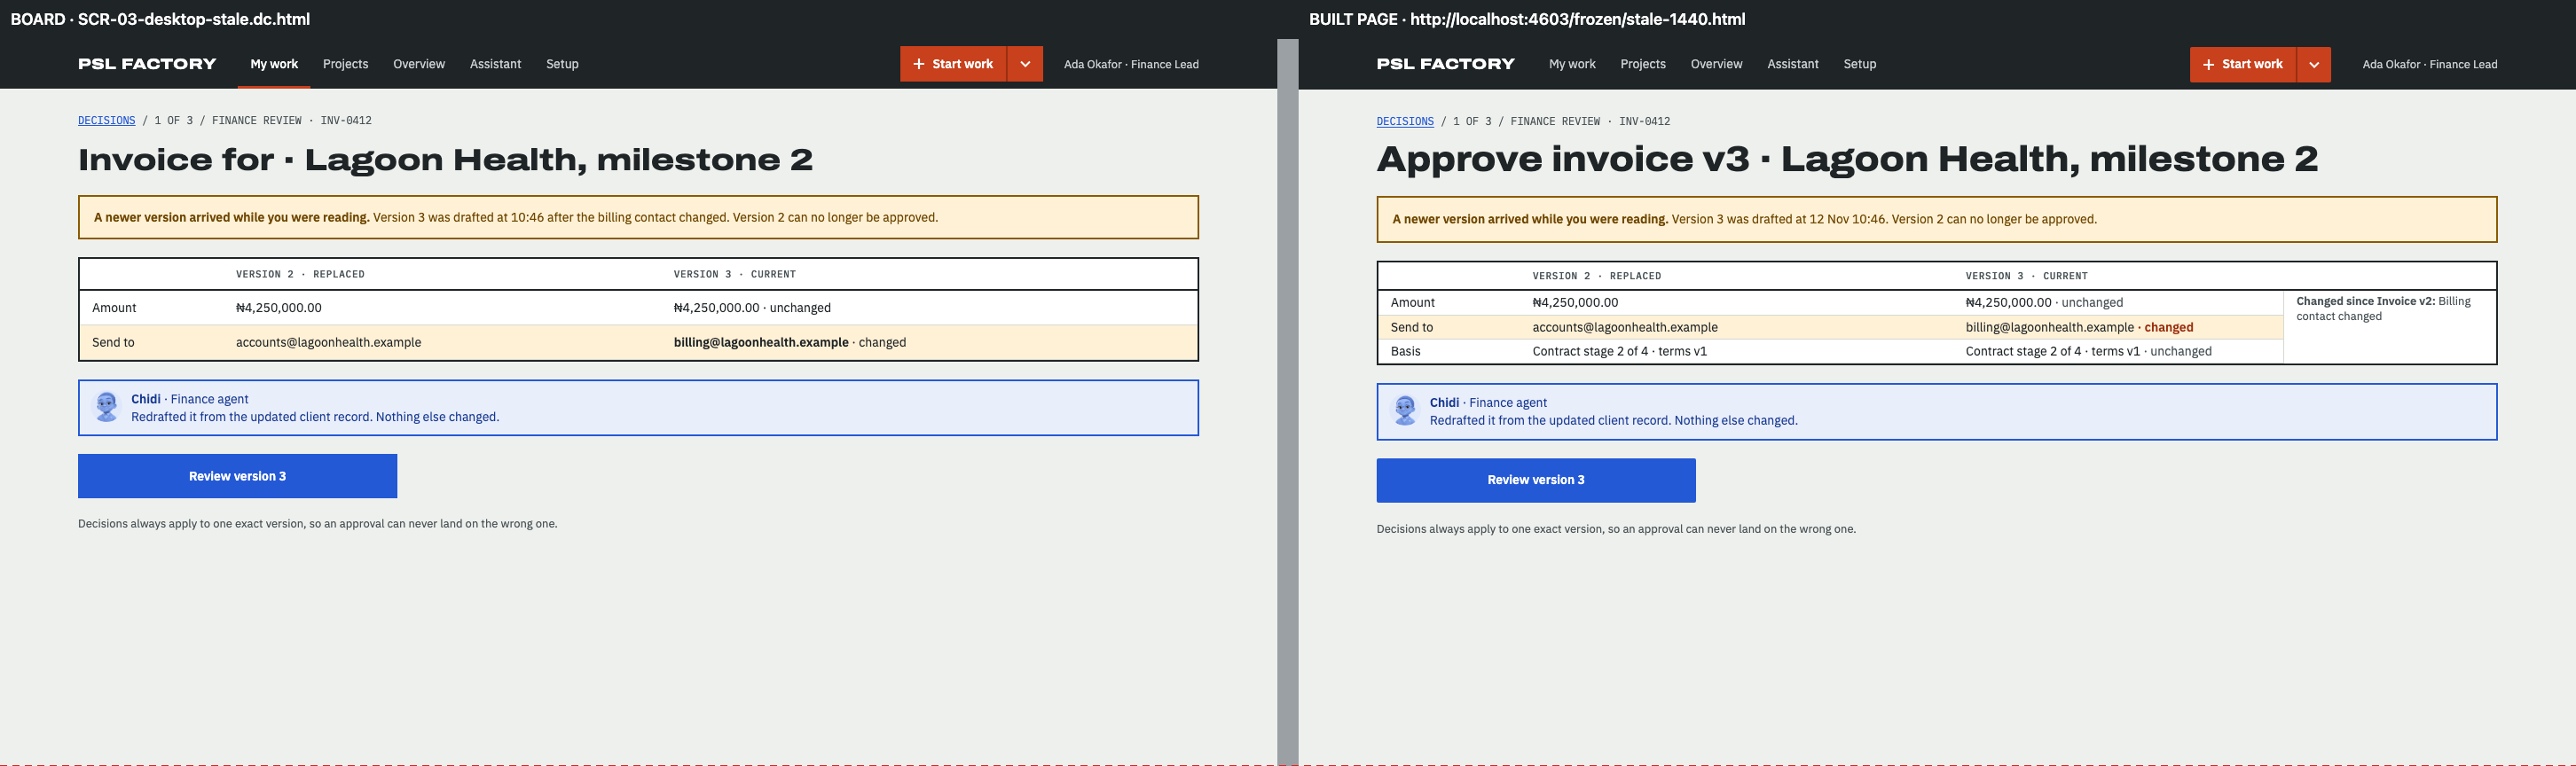 BOARD · SCR-03-desktop-stale.dc.html
PSL FACTORY My work Projects Overview Assistant Setup + Start work Ada Okafor · Finance Lead
DECISIONS / 1 OF 3 / FINANCE REVIEW · INV-0412
Invoice for · Lagoon Health, milestone 2
A newer version arrived while you were reading. Version 3 was drafted at 10:46 after the billing contact changed. Version 2 can no longer be approved.
VERSION 2 · REPLACED VERSION 3 · CURRENT
Amount ₦4,250,000.00 ₦4,250,000.00 · unchanged
Send to accounts@lagoonhealth.example billing@lagoonhealth.example · changed
Chidi · Finance agent
Redrafted it from the updated client record. Nothing else changed.
Review version 3
Decisions always apply to one exact version, so an approval can never land on the wrong one.
BUILT PAGE · http://localhost:4603/frozen/stale-1440.html
PSL FACTORY My work Projects Overview Assistant Setup + Start work Ada Okafor · Finance Lead
DECISIONS / 1 OF 3 / FINANCE REVIEW · INV-0412
Approve invoice v3 · Lagoon Health, milestone 2
A newer version arrived while you were reading. Version 3 was drafted at 12 Nov 10:46. Version 2 can no longer be approved.
VERSION 2 · REPLACED VERSION 3 · CURRENT
Amount ₦4,250,000.00 ₦4,250,000.00 · unchanged
Send to accounts@lagoonhealth.example billing@lagoonhealth.example · changed
Basis Contract stage 2 of 4 · terms v1 Contract stage 2 of 4 · terms v1 · unchanged
Changed since Invoice v2: Billing
contact changed
Chidi · Finance agent
Redrafted it from the updated client record. Nothing else changed.
Review version 3
Decisions always apply to one exact version, so an approval can never land on the wrong one.